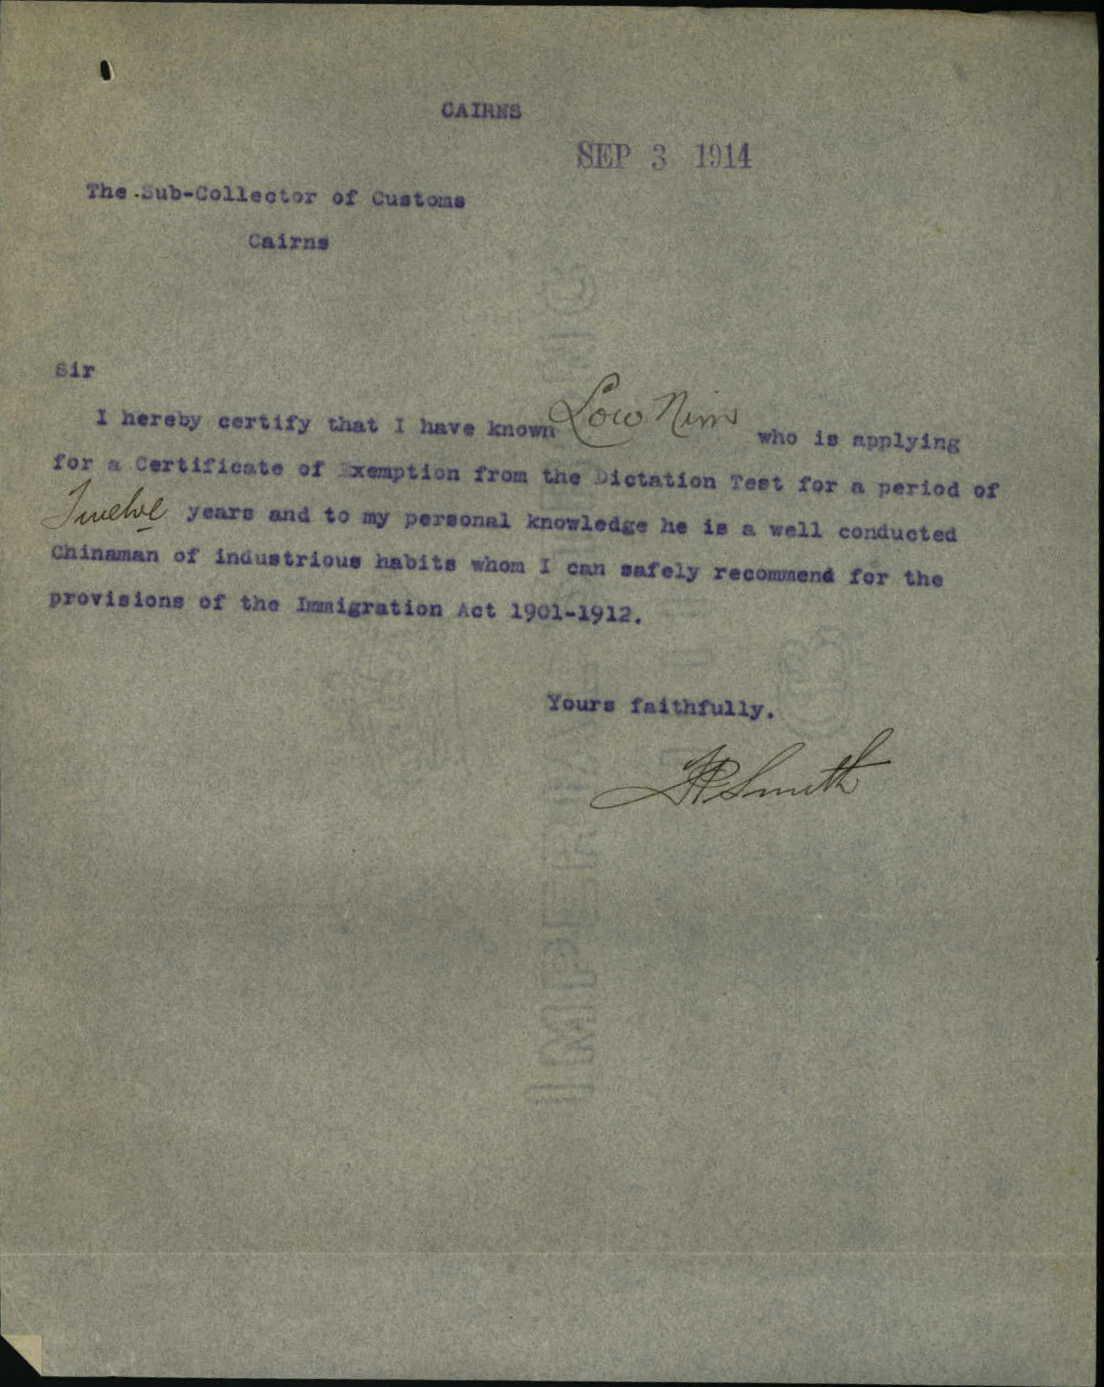 CAIRNS
SEP 3 1914
The Sub-Collector of Customs
Cairns
Sir
I hereby certify that I have known Low Nim who is applying
for a Certificate of Exemption from the Dictation Test for a period of
Twelve years and to my personal knowledge he is a well conducted
Chinaman of industrious habits whom I can safely recommend for the
provisions of the Immigration Act 1901-1912.
Yours faithfully.
Smith